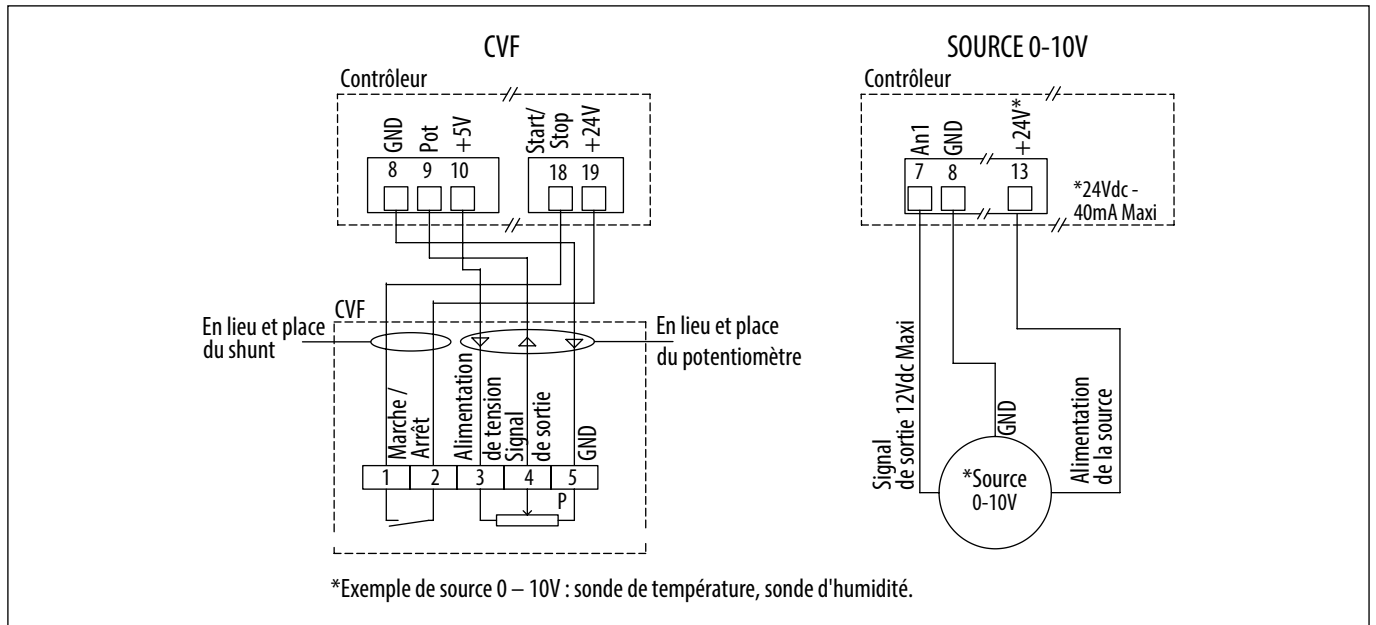 CVF
Contrôleur
GND
Pot
+5V
Start/
Stop
+24V
8 9 10
18 19
CVF
En lieu et place
du shunt
En lieu et place
du potentiomètre
Marche /
Arrêt
Alimentation
de tension
Signal
de sortie
GND
1 2 3 4 5
P
SOURCE 0-10V
Contrôleur
An1
GND
+24V*
7 8 13
*24Vdc -
40mA Maxi
Signal
de sortie 12Vdc Maxi
GND
Alimentation
de la source
*Source
0-10V
*Exemple de source 0 – 10V : sonde de température, sonde d'humidité.